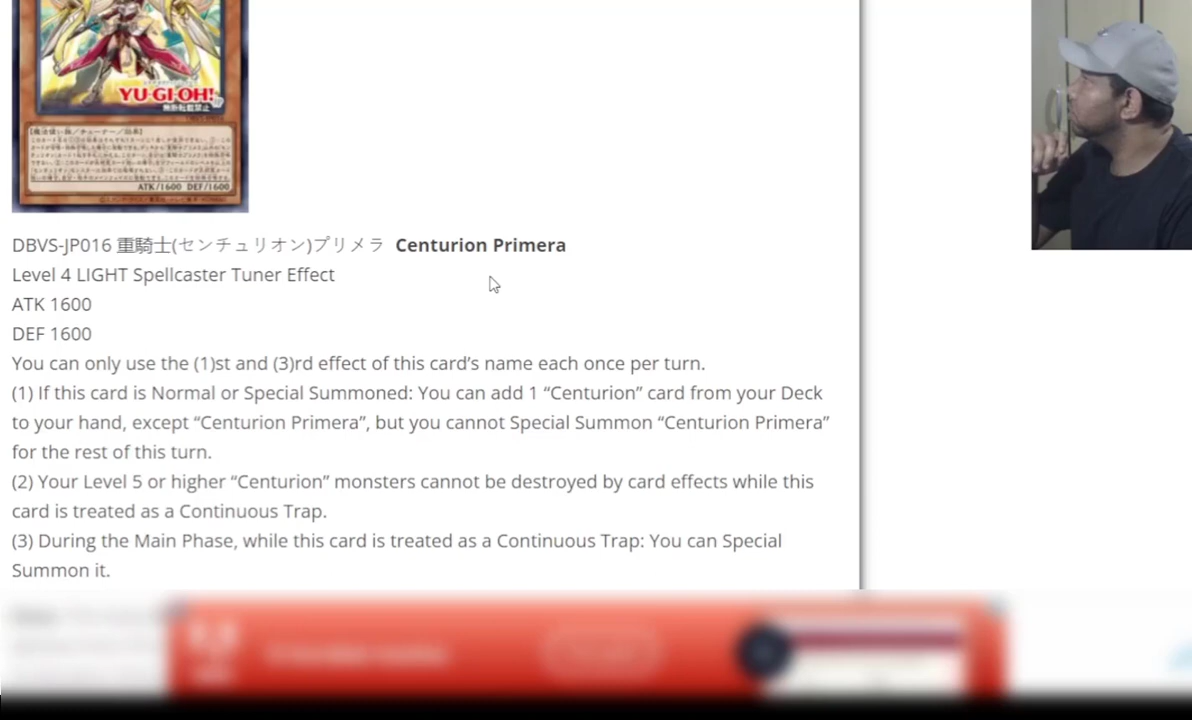 YU-GI-OH!
無断転載禁止
ATK/1600 DEF/1600
DBVS-JP016 重騎士(センチュリオン)プリメラ Centurion Primera
Level 4 LIGHT Spellcaster Tuner Effect
ATK 1600
DEF 1600
You can only use the (1)st and (3)rd effect of this card’s name each once per turn.
(1) If this card is Normal or Special Summoned: You can add 1 “Centurion” card from your Deck
to your hand, except “Centurion Primera”, but you cannot Special Summon “Centurion Primera”
for the rest of this turn.
(2) Your Level 5 or higher “Centurion” monsters cannot be destroyed by card effects while this
card is treated as a Continuous Trap.
(3) During the Main Phase, while this card is treated as a Continuous Trap: You can Special
Summon it.